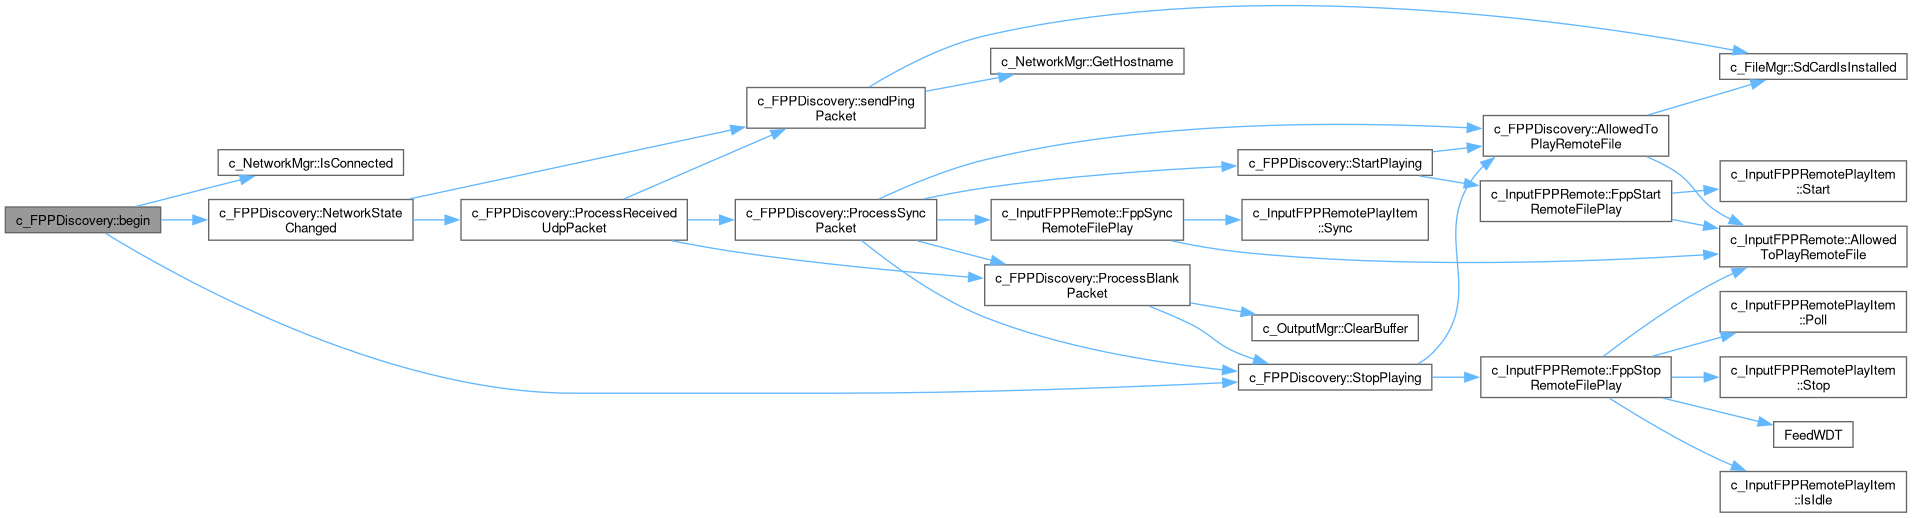 c_FPPDiscovery::begin
c_NetworkMgr::IsConnected
c_FPPDiscovery::NetworkState
Changed
c_FPPDiscovery::ProcessReceived
UdpPacket
c_FPPDiscovery::sendPing
Packet
c_FPPDiscovery::ProcessSync
Packet
c_NetworkMgr::GetHostname
c_InputFPPRemote::FppSync
RemoteFilePlay
c_FPPDiscovery::ProcessBlank
Packet
c_FPPDiscovery::StartPlaying
c_InputFPPRemotePlayItem
::Sync
c_OutputMgr::ClearBuffer
c_FPPDiscovery::StopPlaying
c_FPPDiscovery::AllowedTo
PlayRemoteFile
c_InputFPPRemote::FppStart
RemoteFilePlay
c_InputFPPRemote::FppStop
RemoteFilePlay
c_FileMgr::SdCardIsInstalled
c_InputFPPRemotePlayItem
::Start
c_InputFPPRemote::Allowed
ToPlayRemoteFile
c_InputFPPRemotePlayItem
::Poll
c_InputFPPRemotePlayItem
::Stop
FeedWDT
c_InputFPPRemotePlayItem
::IsIdle